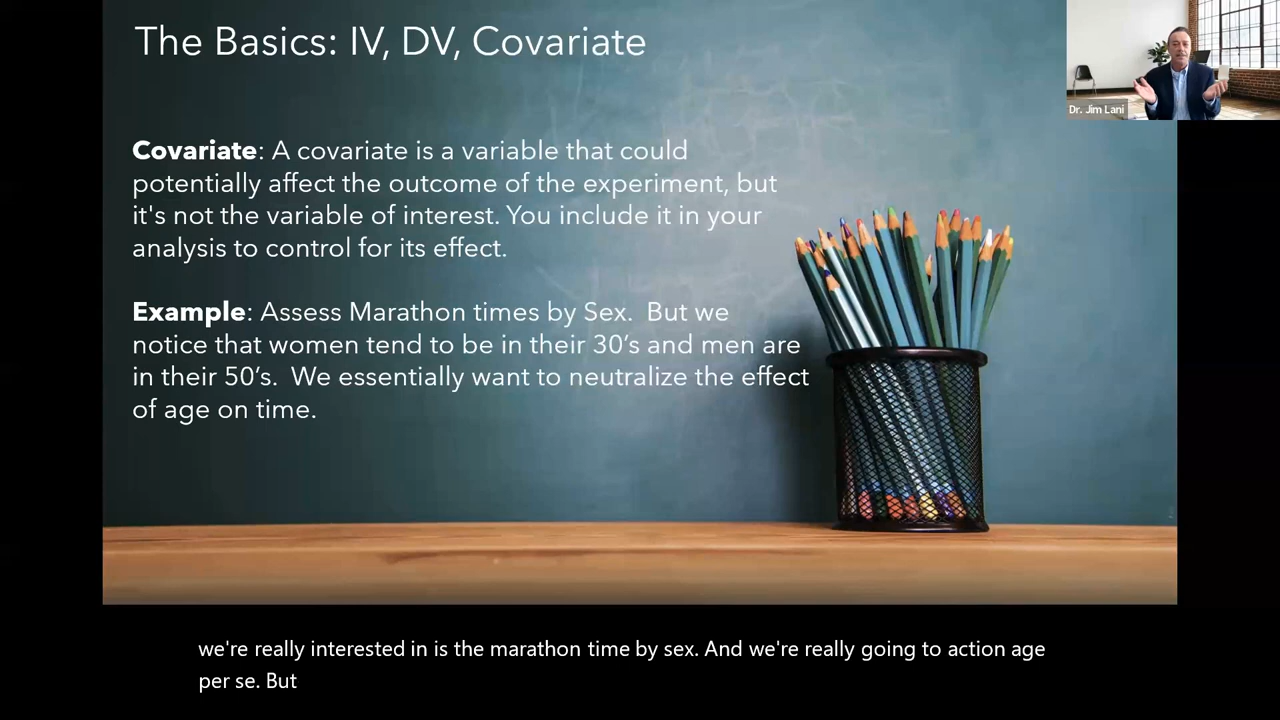 The Basics: IV, DV, Covariate
Dr. Jim Lani
Covariate: A covariate is a variable that could
potentially affect the outcome of the experiment, but
it's not the variable of interest. You include it in your
analysis to control for its effect.
Example: Assess Marathon times by Sex.  But we
notice that women tend to be in their 30’s and men are
in their 50’s.  We essentially want to neutralize the effect
of age on time.
we're really interested in is the marathon time by sex. And we're really going to action age
per se. But